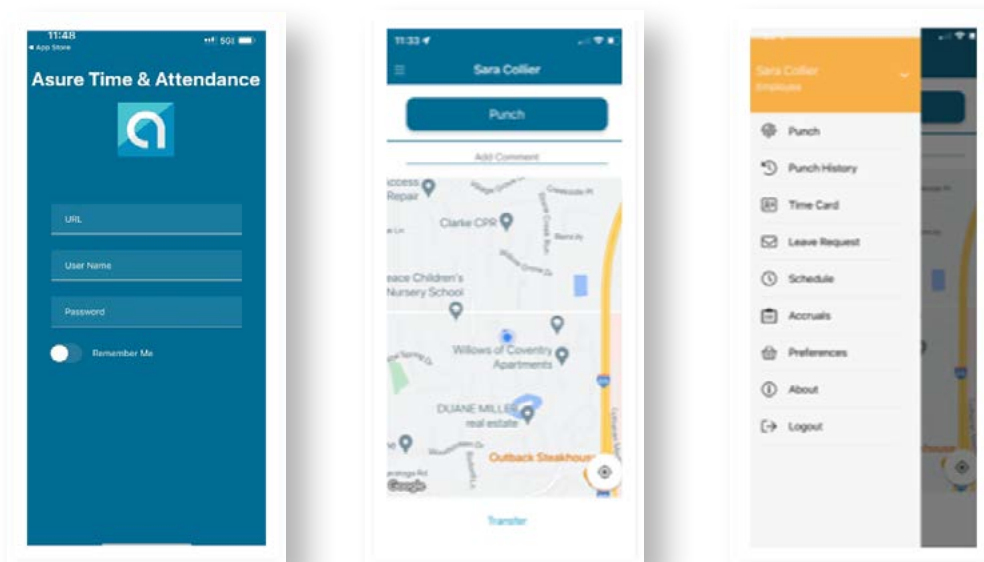 11:48
App Store
5G
Asure Time & Attendance
URL
User Name
Password
Remember Me
11:33
Sara Collier
Punch
Add Comment
Repair
Clarke CPR
Children's
Nursery School
Willows of Coventry
Apartments
DUANE MILLER
real estate
Outback Steakhouse
Google
Transfer
Sara Collier
Employee
Punch
Punch History
Time Card
Leave Request
Schedule
Accruals
Preferences
About
Logout